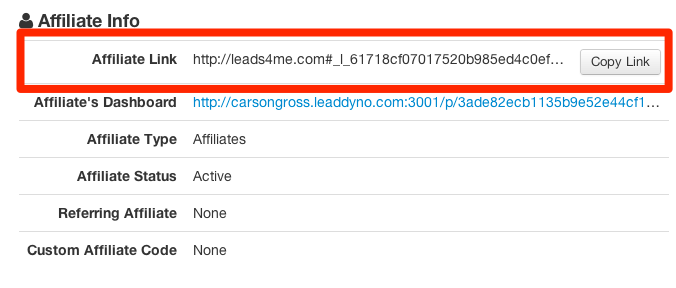 Affiliate Info
Affiliate Link http://leads4me.com#_l_61718cf07017520b985ed4c0ef... Copy Link
Affiliate's Dashboard http://carsongross.leaddyno.com:3001/p/3ade82ecb1135b9e52e44cf1...
Affiliate Type Affiliates
Affiliate Status Active
Referring Affiliate None
Custom Affiliate Code None